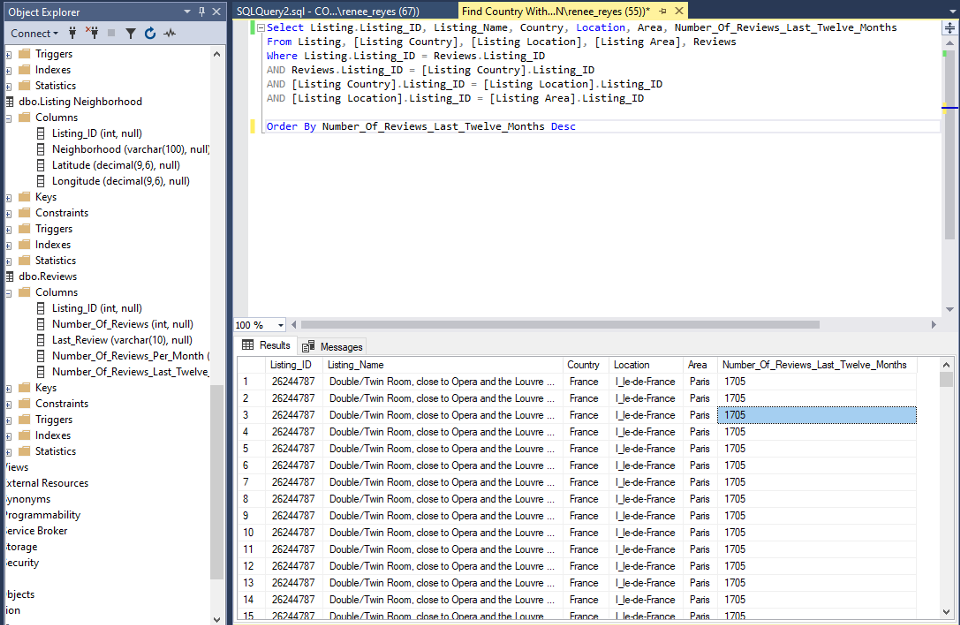 Object Explorer
Connect
Triggers
Indexes
Statistics
dbo.Listing Neighborhood
Columns
Listing_ID (int, null)
Neighborhood (varchar(100), null)
Latitude (decimal(9,6), null)
Longitude (decimal(9,6), null)
Keys
Constraints
Triggers
Indexes
Statistics
dbo.Reviews
Columns
Listing_ID (int, null)
Number_Of_Reviews (int, null)
Last_Review (varchar(10), null)
Number_Of_Reviews_Per_Month (
Number_Of_Reviews_Last_Twelve_
Keys
Constraints
Triggers
Indexes
Statistics
Views
xternal Resources
ynonyms
Programmability
ervice Broker
torage
ecurity
bjects
ion
SQLQuery2.sql - CO...\renee_reyes (67))
Find Country With...N\renee_reyes (55))*
Select Listing.Listing_ID, Listing_Name, Country, Location, Area, Number_Of_Reviews_Last_Twelve_Months
From Listing, [Listing Country], [Listing Location], [Listing Area], Reviews
Where Listing.Listing_ID = Reviews.Listing_ID
AND Reviews.Listing_ID = [Listing Country].Listing_ID
AND [Listing Country].Listing_ID = [Listing Location].Listing_ID
AND [Listing Location].Listing_ID = [Listing Area].Listing_ID
Order By Number_Of_Reviews_Last_Twelve_Months Desc
100 %
Results Messages
Listing_ID Listing_Name Country Location Area Number_Of_Reviews_Last_Twelve_Months
1 26244787 Double/Twin Room, close to Opera and the Louvre ... France I_le-de-France Paris 1705
2 26244787 Double/Twin Room, close to Opera and the Louvre ... France I_le-de-France Paris 1705
3 26244787 Double/Twin Room, close to Opera and the Louvre ... France I_le-de-France Paris 1705
4 26244787 Double/Twin Room, close to Opera and the Louvre ... France I_le-de-France Paris 1705
5 26244787 Double/Twin Room, close to Opera and the Louvre ... France I_le-de-France Paris 1705
6 26244787 Double/Twin Room, close to Opera and the Louvre ... France I_le-de-France Paris 1705
7 26244787 Double/Twin Room, close to Opera and the Louvre ... France I_le-de-France Paris 1705
8 26244787 Double/Twin Room, close to Opera and the Louvre ... France I_le-de-France Paris 1705
9 26244787 Double/Twin Room, close to Opera and the Louvre ... France I_le-de-France Paris 1705
10 26244787 Double/Twin Room, close to Opera and the Louvre ... France I_le-de-France Paris 1705
11 26244787 Double/Twin Room, close to Opera and the Louvre ... France I_le-de-France Paris 1705
12 26244787 Double/Twin Room, close to Opera and the Louvre ... France I_le-de-France Paris 1705
13 26244787 Double/Twin Room, close to Opera and the Louvre ... France I_le-de-France Paris 1705
14 26244787 Double/Twin Room, close to Opera and the Louvre ... France I_le-de-France Paris 1705
15 26244787 Double/Twin Room, close to Opera and the Louvre ... France I_le-de-France Paris 1705